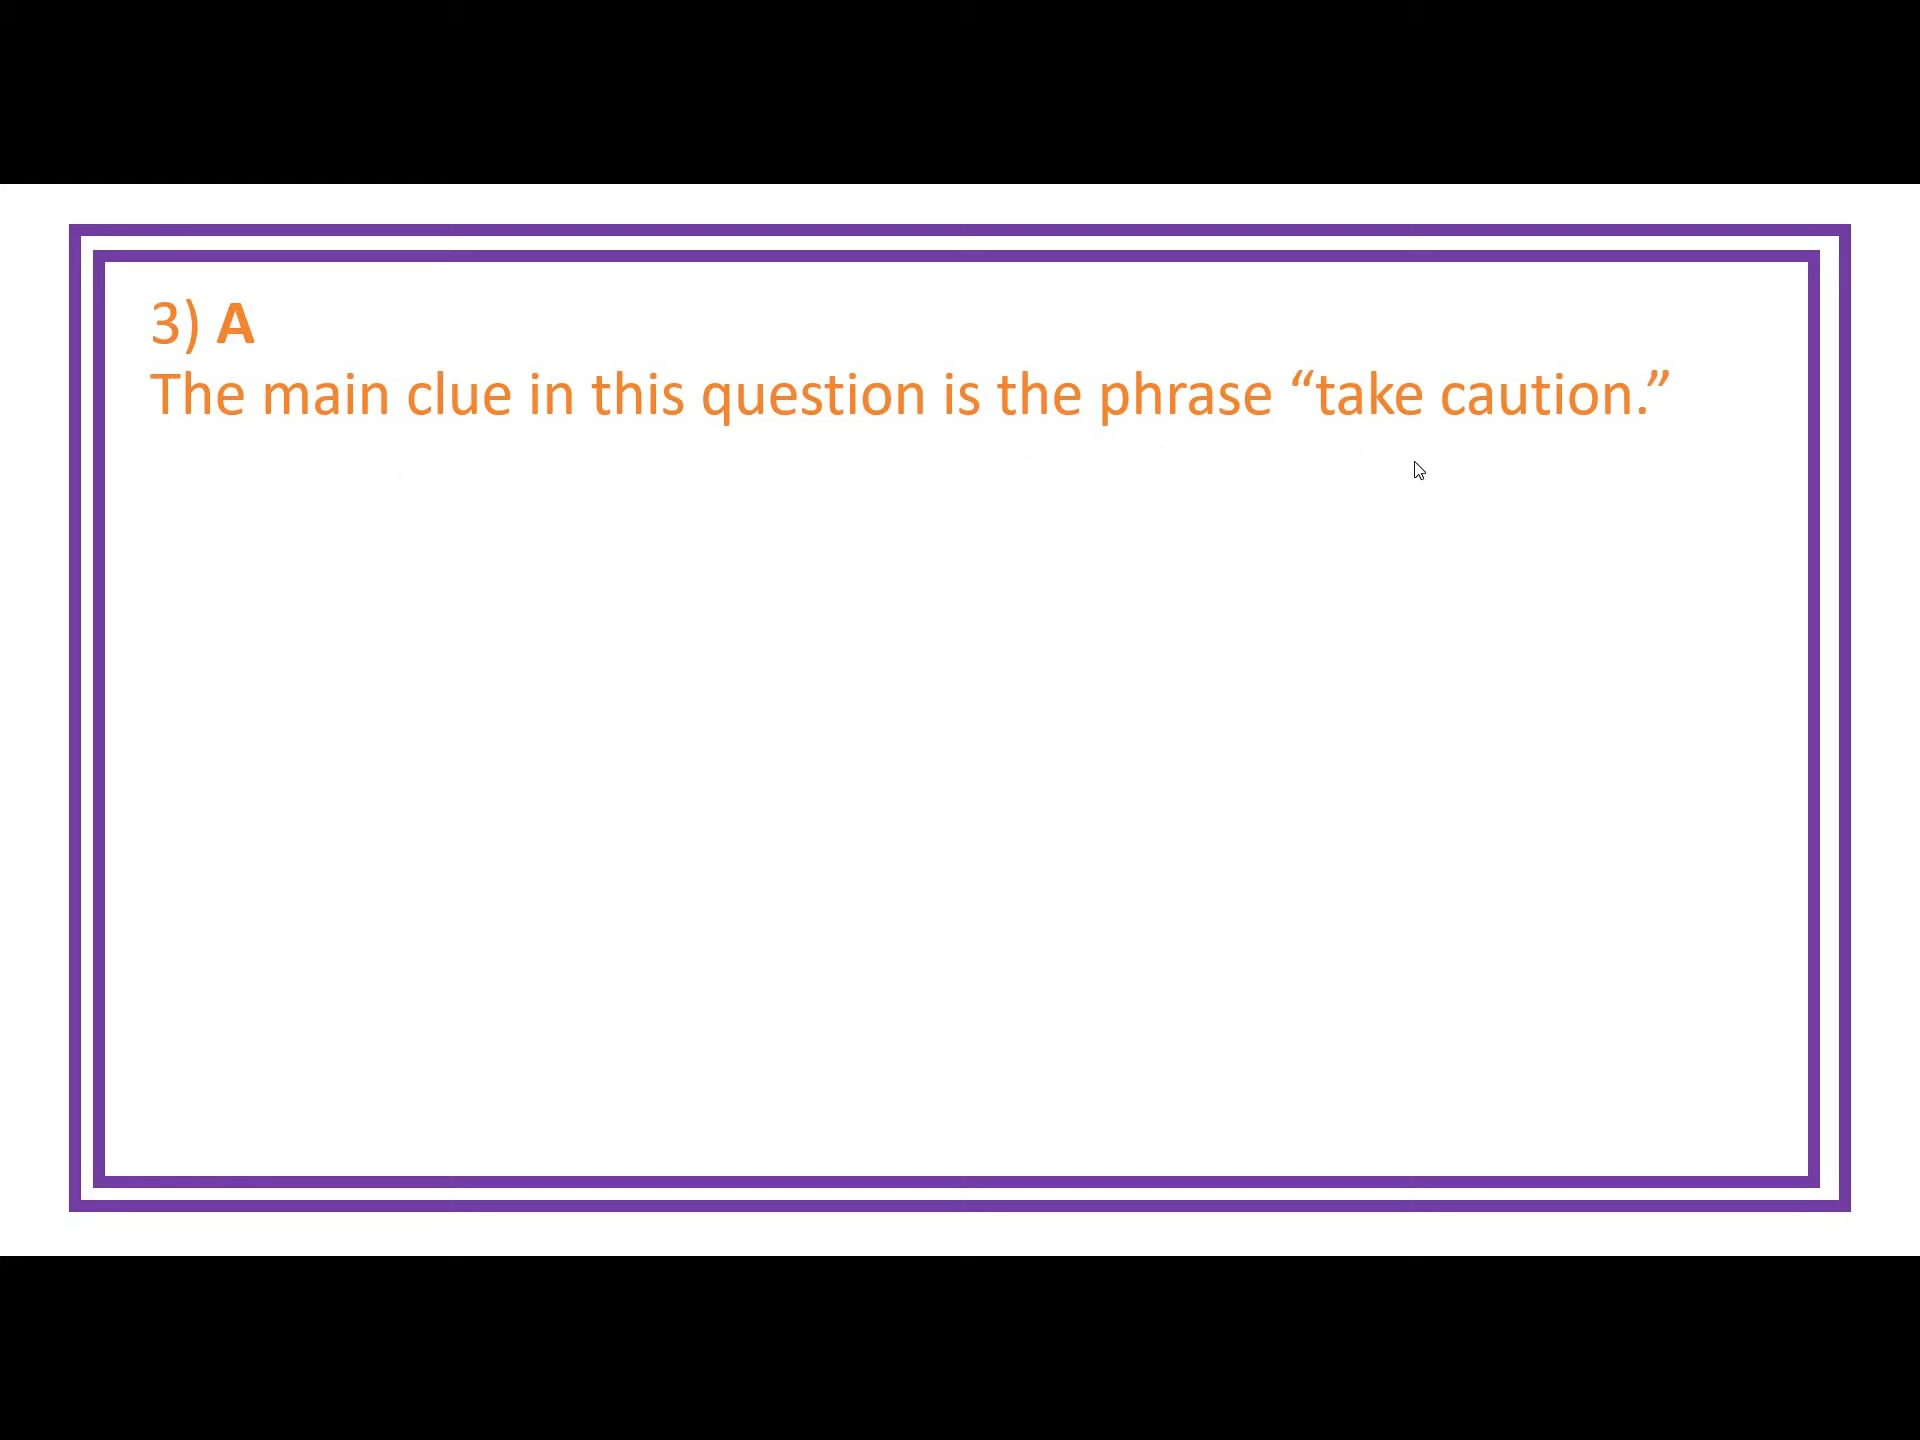 3) A
The main clue in this question is the phrase “take caution.”